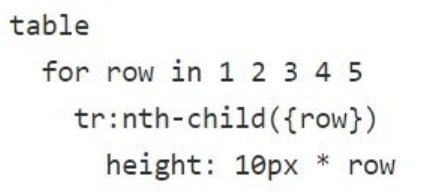 table
  for row in 1 2 3 4 5
    tr:nth-child({row})
      height: 10px * row